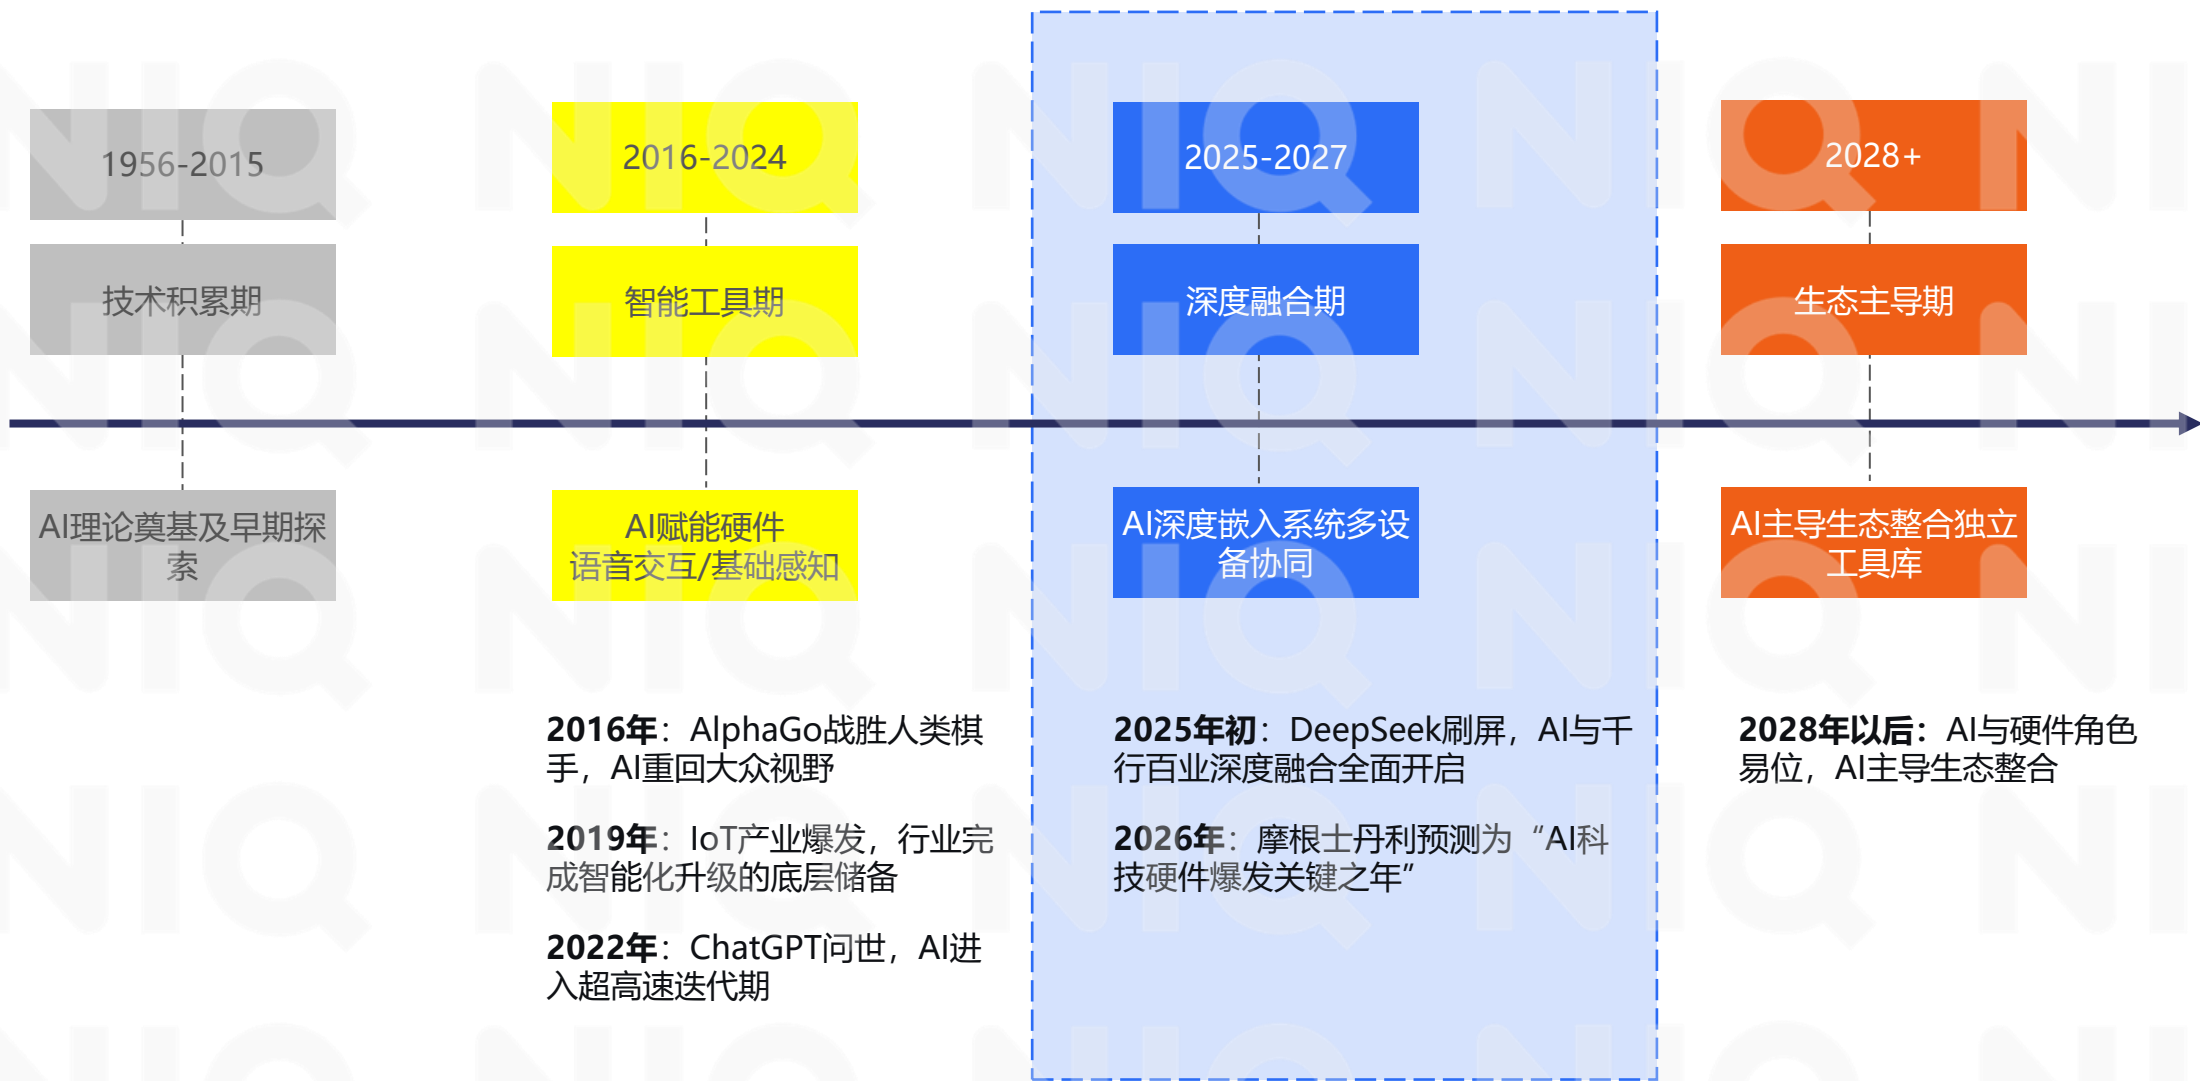 1956-2015
技术积累期
AI理论奠基及早期探
索
2016-2024
智能工具期
AI赋能硬件
语音交互/基础感知
2016年：AlphaGo战胜人类棋
手，AI重回大众视野
2019年：IoT产业爆发，行业完
成智能化升级的底层储备
2022年：ChatGPT问世，AI进
入超高速迭代期
2025-2027
深度融合期
AI深度嵌入系统多设
备协同
2025年初：DeepSeek刷屏，AI与千
行百业深度融合全面开启
2026年：摩根士丹利预测为“AI科
技硬件爆发关键之年”
2028+
生态主导期
AI主导生态整合独立
工具库
2028年以后：AI与硬件角色
易位，AI主导生态整合
NIQ